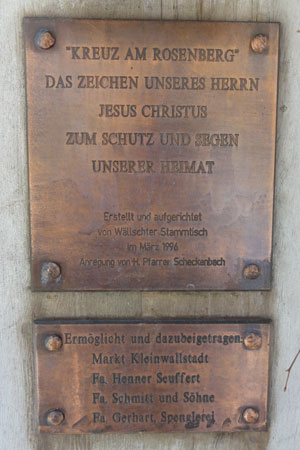 "KREUZ AM ROSENBERG"
DAS ZEICHEN UNSERES HERRN
JESUS CHRISTUS
ZUM SCHUTZ UND SEGEN
UNSERER HEIMAT
Erstellt und aufgerichtet
von Wällschter-Stammtisch
im März 1996
Anregung von H. Pfarrer Scheckenbach
Ermöglicht und dazubeigetragen:
Markt Kleinwallstadt
Fa. Henner Seuffert
Fa. Schmitt und Söhne
Fa. Gerhart, Spenglerei